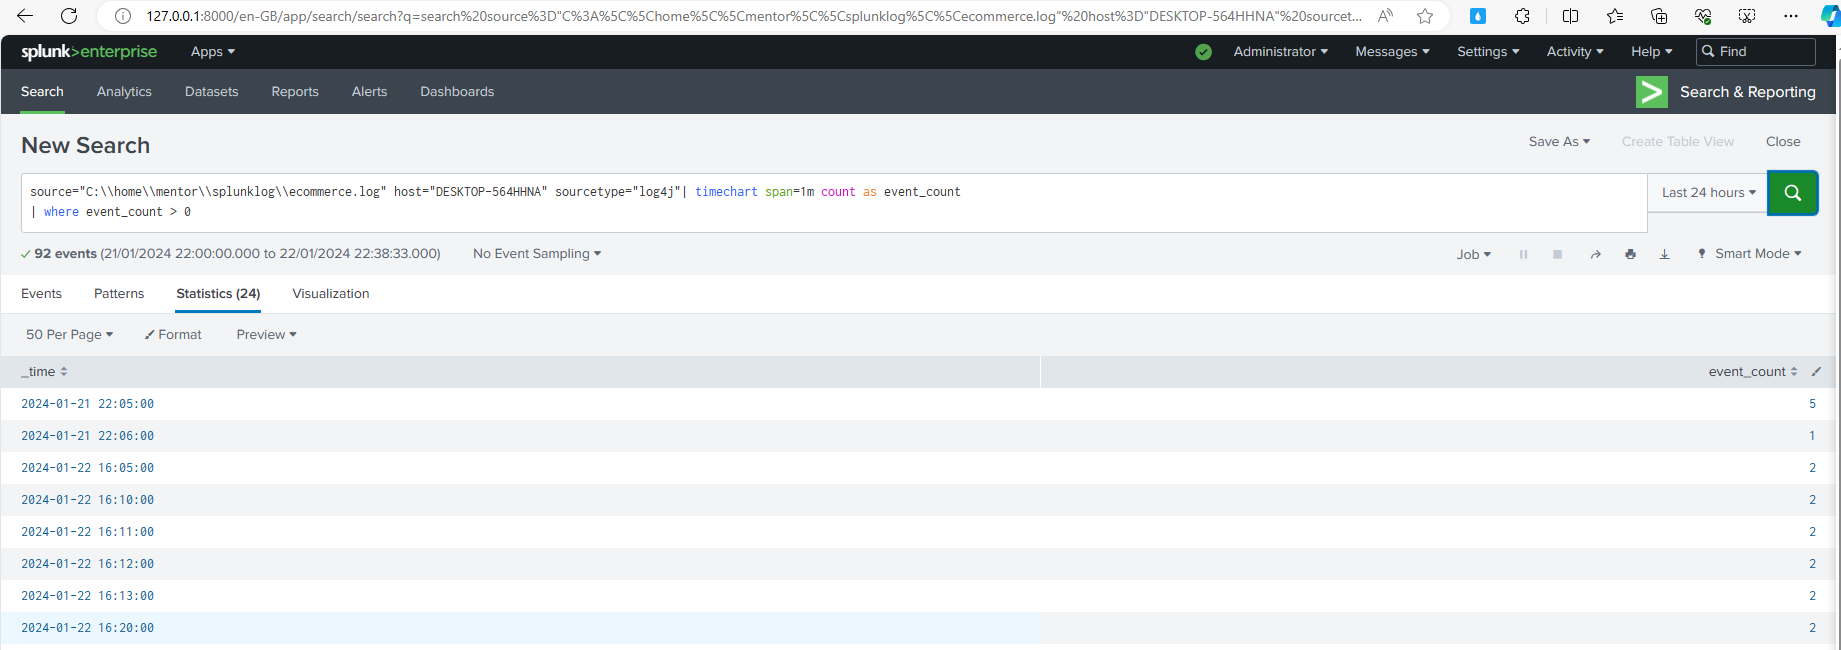 127.0.0.1:8000/en-GB/app/search/search?q=search%20source%3D"C%3A%5C%5Chome%5C%5Cmentor%5C%5Csplunklog%5C%5Cecommerce.log"%20host%3D"DESKTOP-564HHNA"%20sourcet...
splunk>enterprise Apps Administrator Messages Settings Activity Help Find
Search Analytics Datasets Reports Alerts Dashboards Search & Reporting
New Search Save As Create Table View Close
source="C:\\home\\mentor\\splunklog\\ecommerce.log" host="DESKTOP-564HHNA" sourcetype="log4j"| timechart span=1m count as event_count
| where event_count > 0
Last 24 hours
92 events (21/01/2024 22:00:00.000 to 22/01/2024 22:38:33.000) No Event Sampling Job Smart Mode
Events Patterns Statistics (24) Visualization
50 Per Page Format Preview
_time event_count
2024-01-21 22:05:00 5
2024-01-21 22:06:00 1
2024-01-22 16:05:00 2
2024-01-22 16:10:00 2
2024-01-22 16:11:00 2
2024-01-22 16:12:00 2
2024-01-22 16:13:00 2
2024-01-22 16:20:00 2